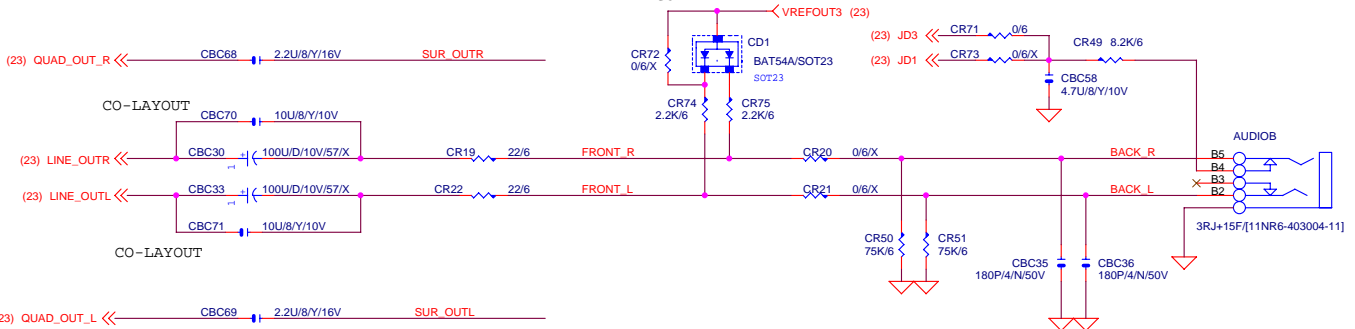 VREFOUT3 (23)
(23) JD3 CR71 0/6
CR72 0/6/X
CD1
BAT54A/SOT23
SOT23
CR49 8.2K/6
(23) QUAD_OUT_R CBC68 2.2U/8/Y/16V SUR_OUTR
(23) JD1 CR73 0/6/X
CBC58
4.7U/8/Y/10V
CO-LAYOUT
CR74
2.2K/6
CR75
2.2K/6
CBC70 10U/8/Y/10V
AUDIOB
(23) LINE_OUTR CBC30 1 + 100U/D/10V/57/X CR19 22/6 FRONT_R CR20 0/6/X BACK_R B5
B4
B3
(23) LINE_OUTL CBC33 1 + 100U/D/10V/57/X CR22 22/6 FRONT_L CR21 0/6/X BACK_L B2
CBC71 10U/8/Y/10V
3RJ+15F/[11NR6-403004-11]
CO-LAYOUT
CR50
75K/6
CR51
75K/6
CBC35
180P/4/N/50V
CBC36
180P/4/N/50V
23) QUAD_OUT_L CBC69 2.2U/8/Y/16V SUR_OUTL